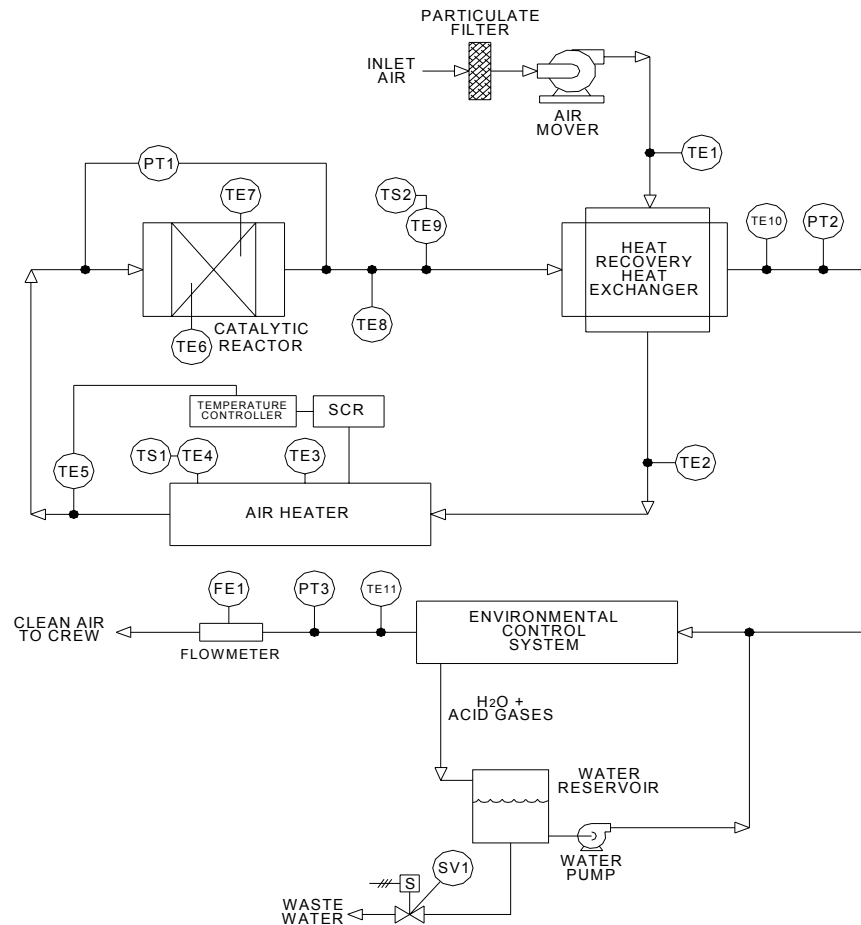 PARTICULATE
FILTER
INLET
AIR
AIR
MOVER
TE1
PT1
TE7
TS2
TE9
TE10
PT2
HEAT
RECOVERY
HEAT
EXCHANGER
TE8
TE6
CATALYTIC
REACTOR
TEMPERATURE
CONTROLLER
SCR
TE5
TS1
TE4
TE3
TE2
AIR HEATER
FE1
PT3
TE11
CLEAN AIR
TO CREW
FLOWMETER
ENVIRONMENTAL
CONTROL
SYSTEM
H2O +
ACID GASES
WATER
RESERVOIR
WATER
PUMP
SV1
S
WASTE
WATER